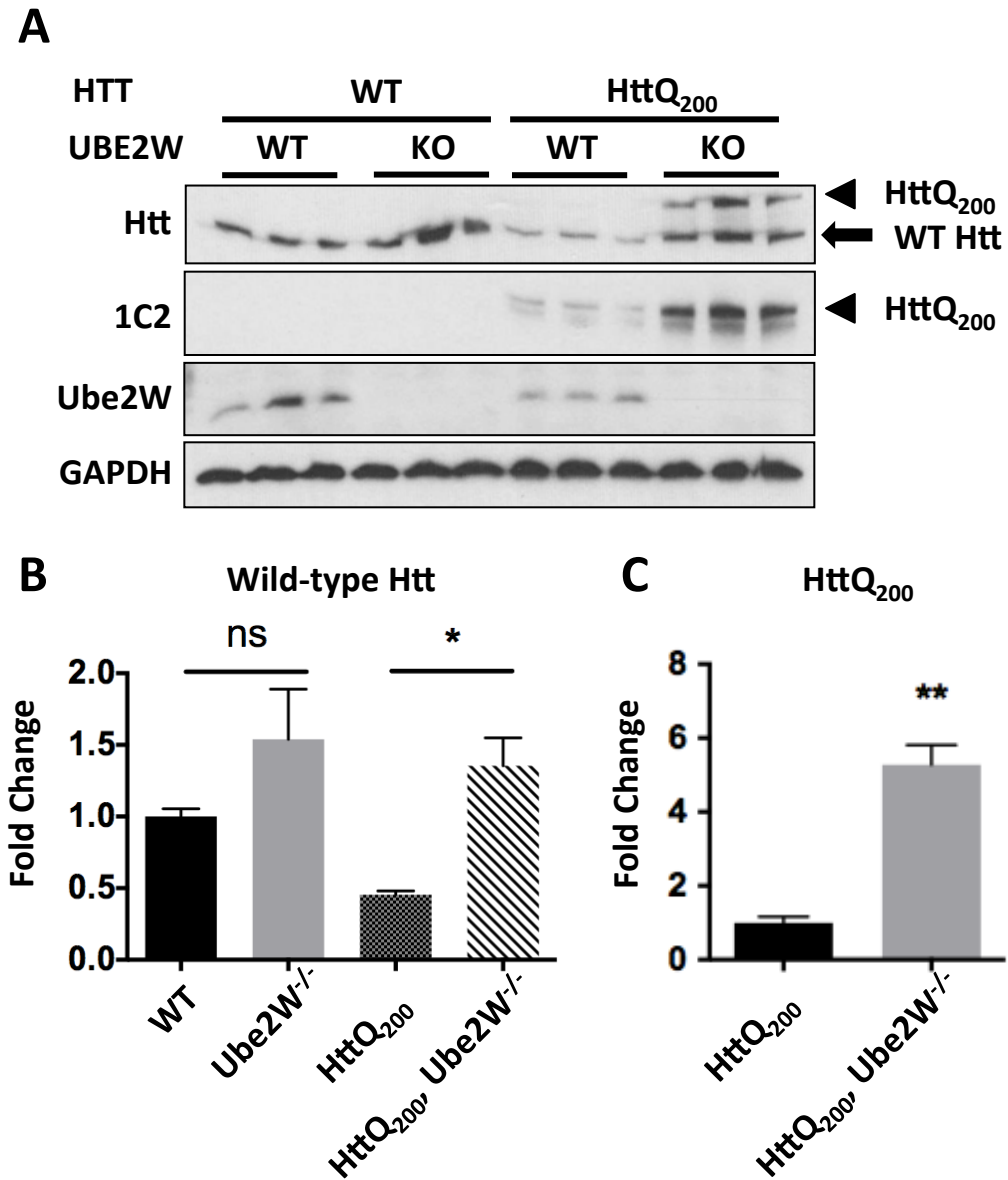 A
HTT WT HttQ200
UBE2W WT KO WT KO
Htt HttQ200
WT Htt
1C2 HttQ200
Ube2W
GAPDH
B Wild-type Htt
ns *
Fold Change
2.0
1.5
1.0
0.5
0.0
WT Ube2W-/- HttQ200 HttQ200, Ube2W-/-
C HttQ200
**
Fold Change
8
6
4
2
0
HttQ200 HttQ200, Ube2W-/-